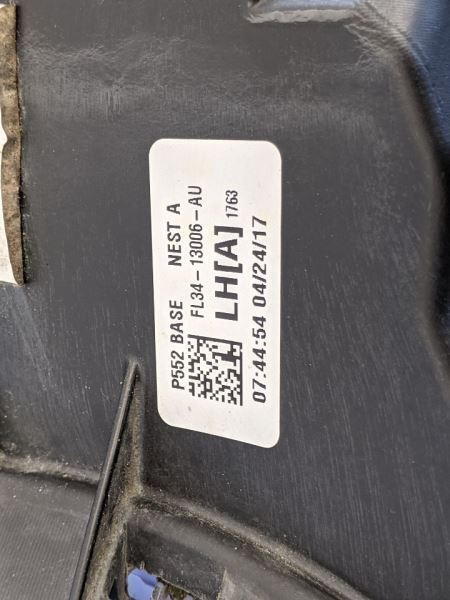 P552 BASE NEST A
FL34-13006-AU
LH[A] 1763
07:44:54 04/24/17